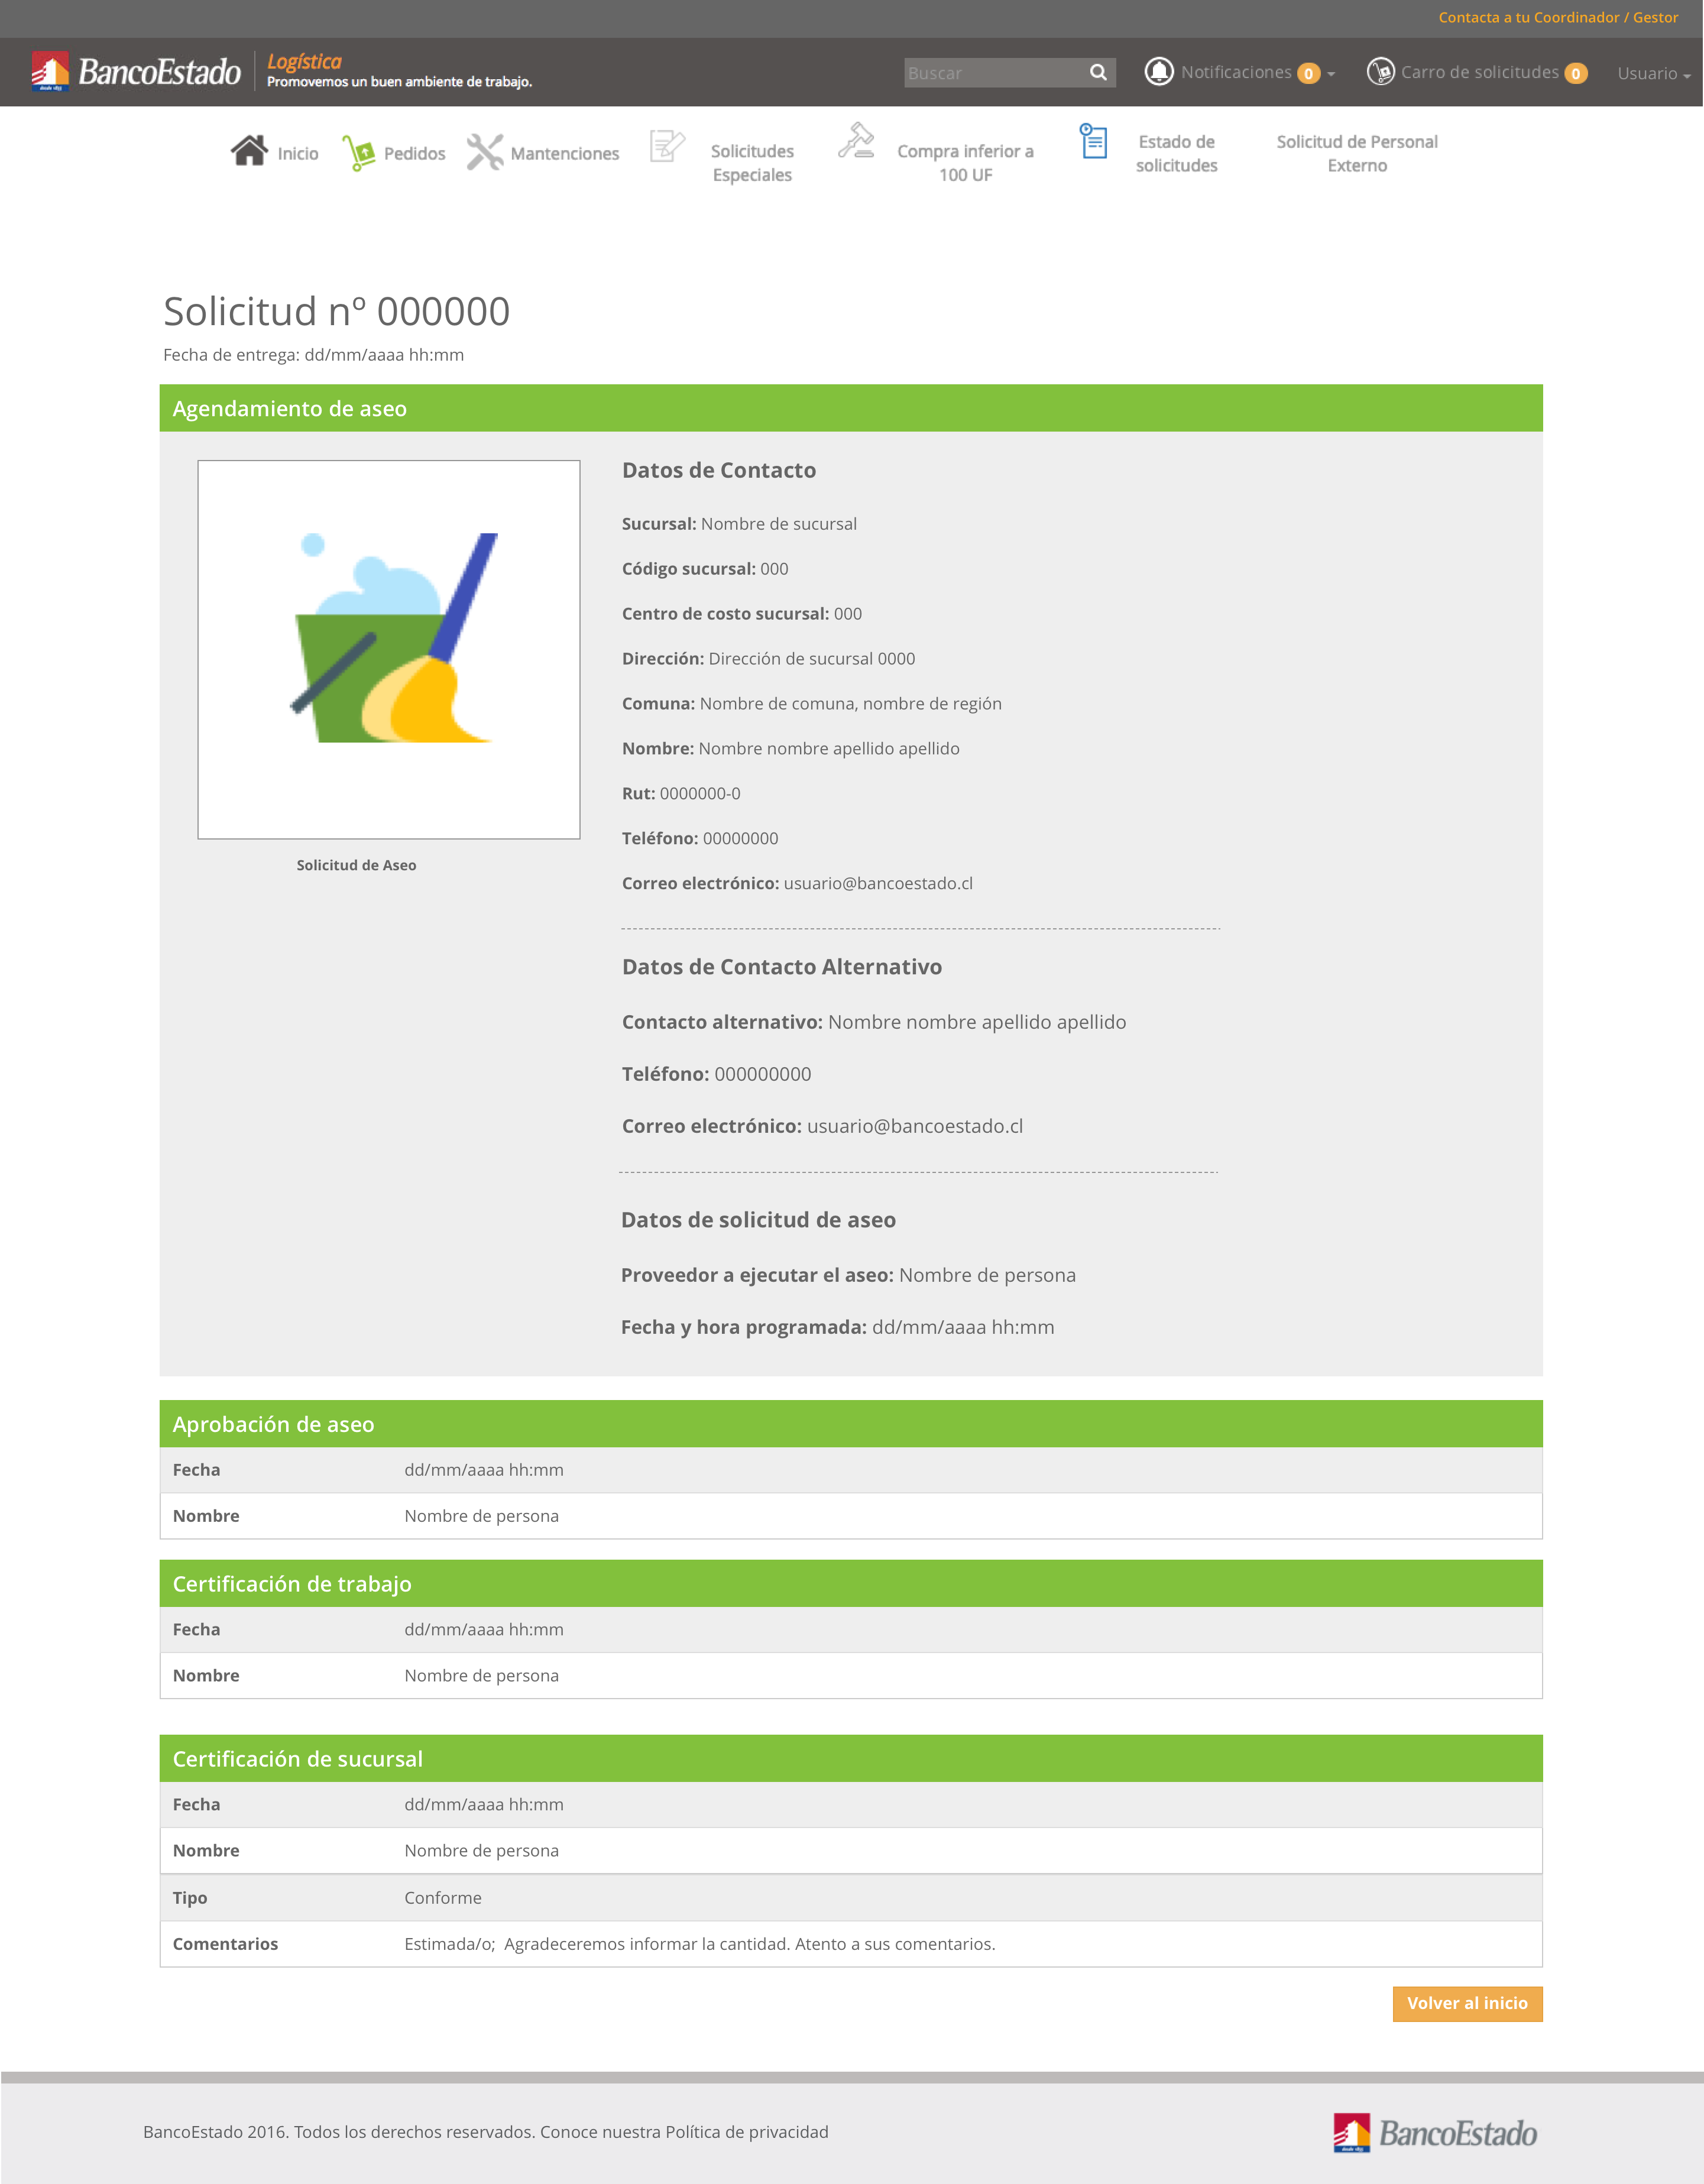 Contacta a tu Coordinador / Gestor
BancoEstado
desde 1855
Logística
Promovemos un buen ambiente de trabajo.
Buscar
Notificaciones 0
Carro de solicitudes 0
Usuario
Inicio
Pedidos
Mantenciones
Solicitudes
Especiales
Compra inferior a
100 UF
Estado de
solicitudes
Solicitud de Personal
Externo
Solicitud nº 000000
Fecha de entrega: dd/mm/aaaa hh:mm
Agendamiento de aseo
Solicitud de Aseo
Datos de Contacto
Sucursal: Nombre de sucursal
Código sucursal: 000
Centro de costo sucursal: 000
Dirección: Dirección de sucursal 0000
Comuna: Nombre de comuna, nombre de región
Nombre: Nombre nombre apellido apellido
Rut: 0000000-0
Teléfono: 00000000
Correo electrónico: usuario@bancoestado.cl
Datos de Contacto Alternativo
Contacto alternativo: Nombre nombre apellido apellido
Teléfono: 000000000
Correo electrónico: usuario@bancoestado.cl
Datos de solicitud de aseo
Proveedor a ejecutar el aseo: Nombre de persona
Fecha y hora programada: dd/mm/aaaa hh:mm
Aprobación de aseo
Fecha dd/mm/aaaa hh:mm
Nombre Nombre de persona
Certificación de trabajo
Fecha dd/mm/aaaa hh:mm
Nombre Nombre de persona
Certificación de sucursal
Fecha dd/mm/aaaa hh:mm
Nombre Nombre de persona
Tipo Conforme
Comentarios Estimada/o;  Agradeceremos informar la cantidad. Atento a sus comentarios.
Volver al inicio
BancoEstado 2016. Todos los derechos reservados. Conoce nuestra Política de privacidad
BancoEstado
desde 1855